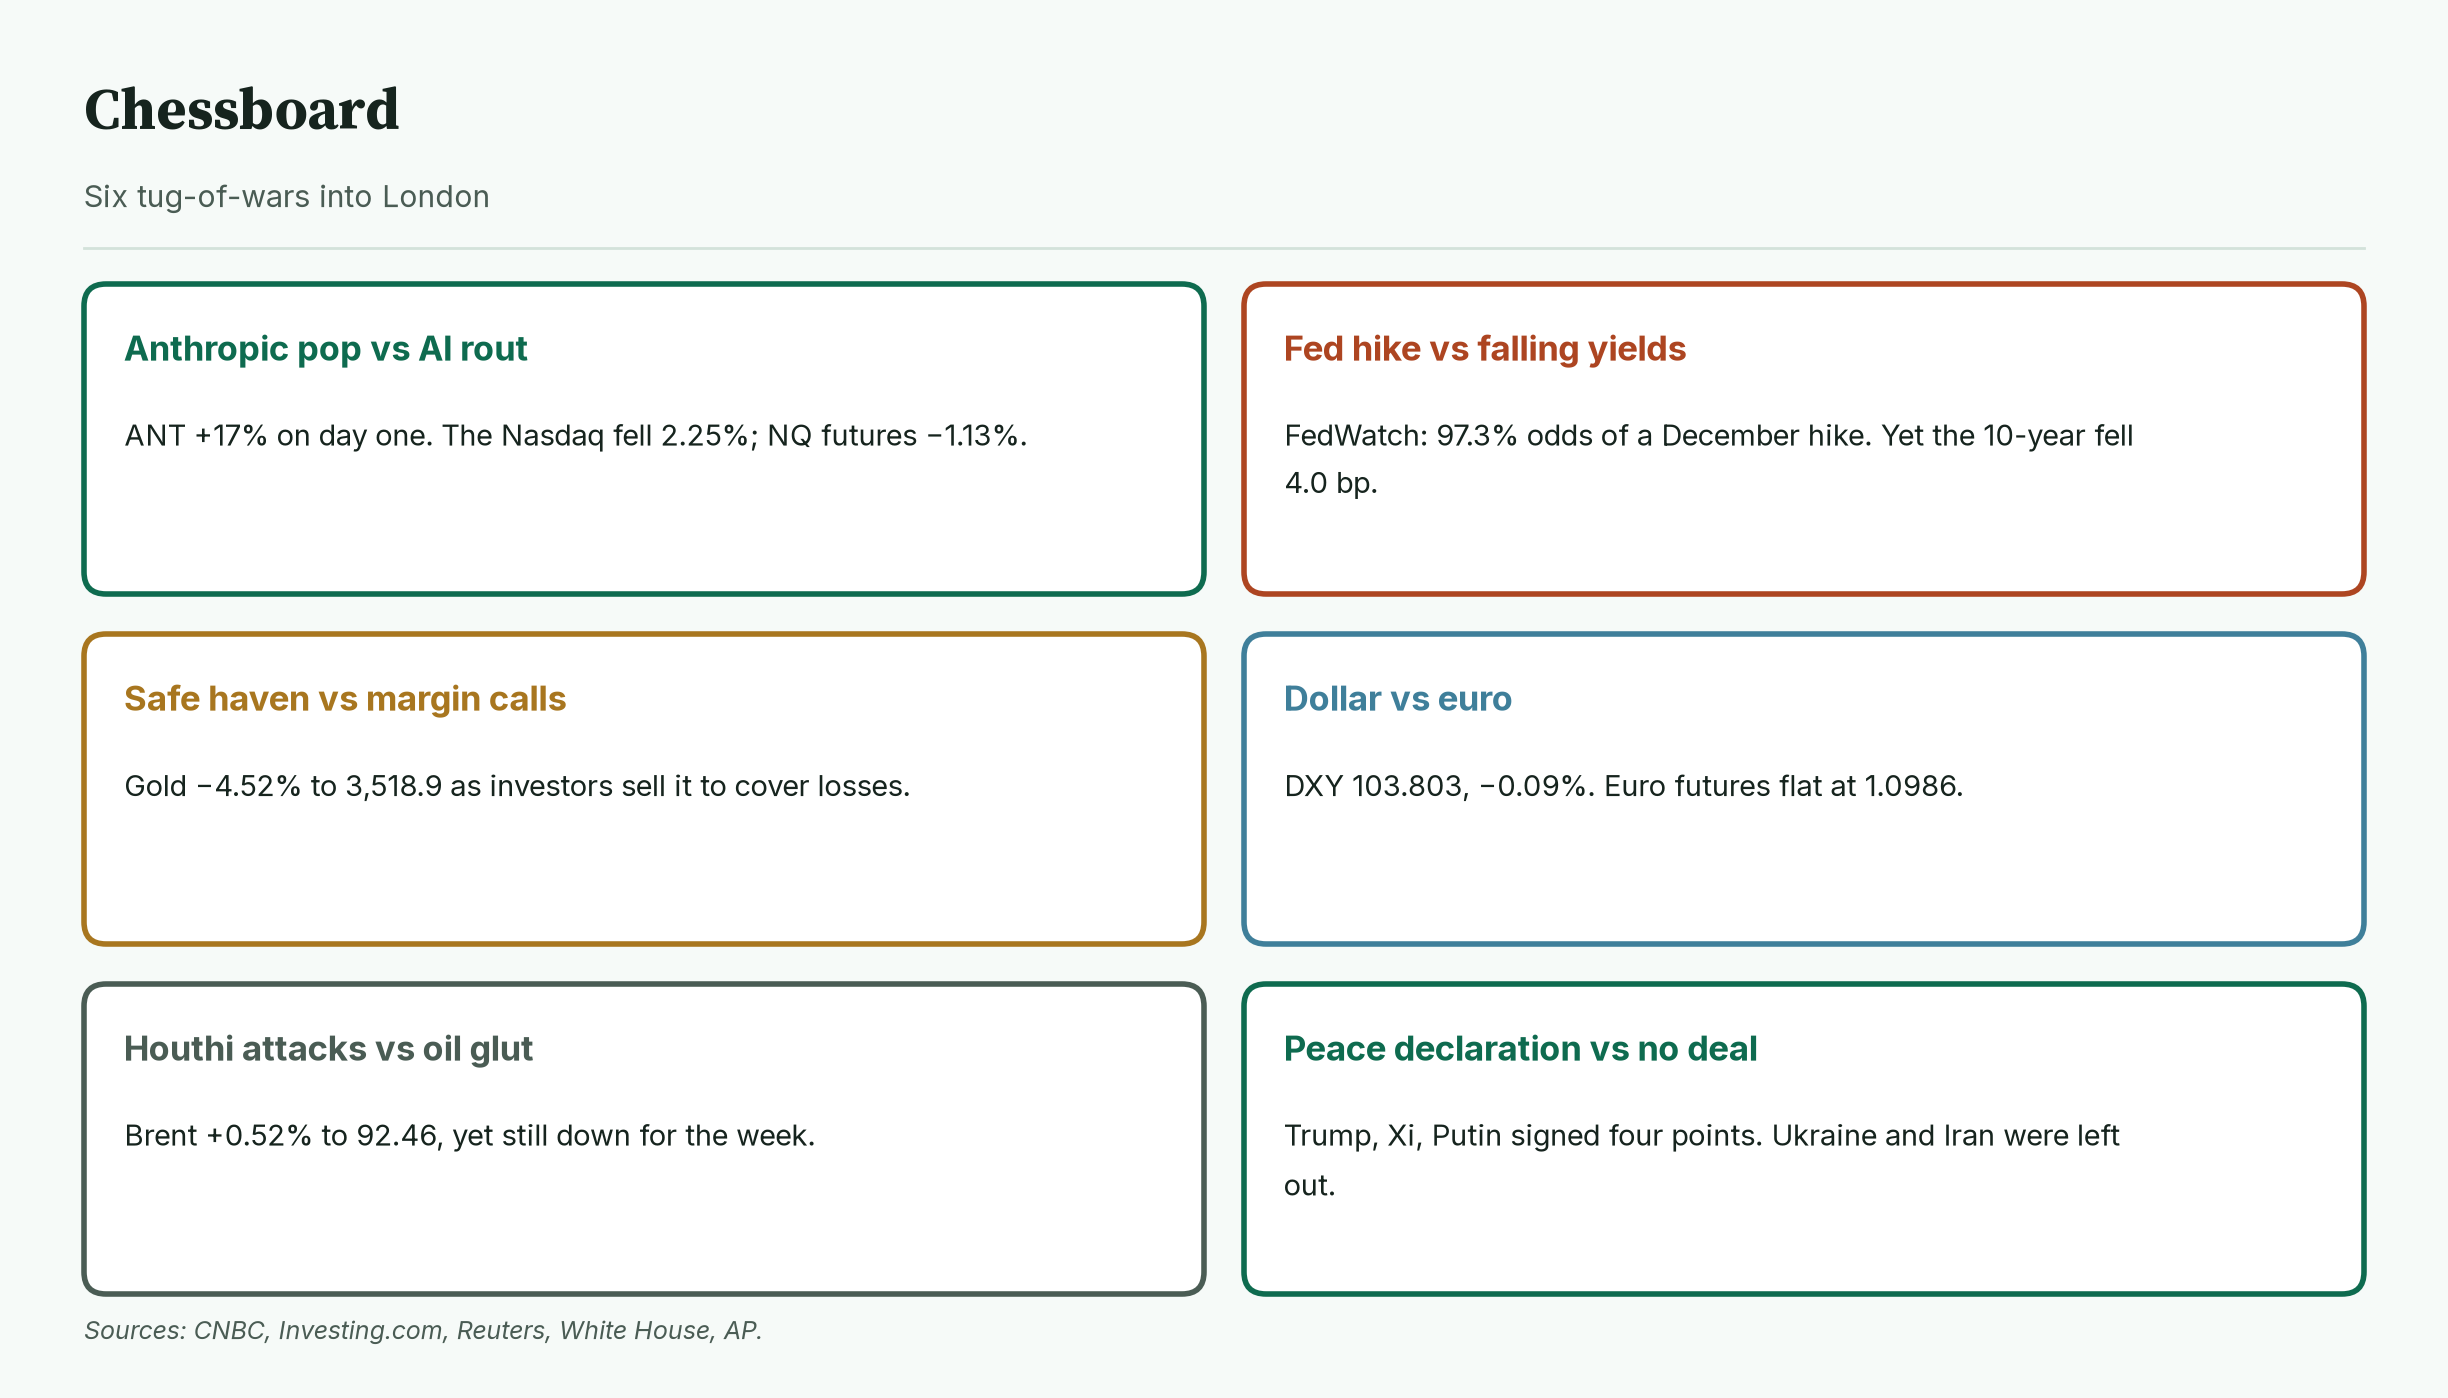 Chessboard
Six tug-of-wars into London
Anthropic pop vs AI rout
ANT +17% on day one. The Nasdaq fell 2.25%; NQ futures −1.13%.
Fed hike vs falling yields
FedWatch: 97.3% odds of a December hike. Yet the 10-year fell
4.0 bp.
Safe haven vs margin calls
Gold −4.52% to 3,518.9 as investors sell it to cover losses.
Dollar vs euro
DXY 103.803, −0.09%. Euro futures flat at 1.0986.
Houthi attacks vs oil glut
Brent +0.52% to 92.46, yet still down for the week.
Peace declaration vs no deal
Trump, Xi, Putin signed four points. Ukraine and Iran were left
out.
Sources: CNBC, Investing.com, Reuters, White House, AP.